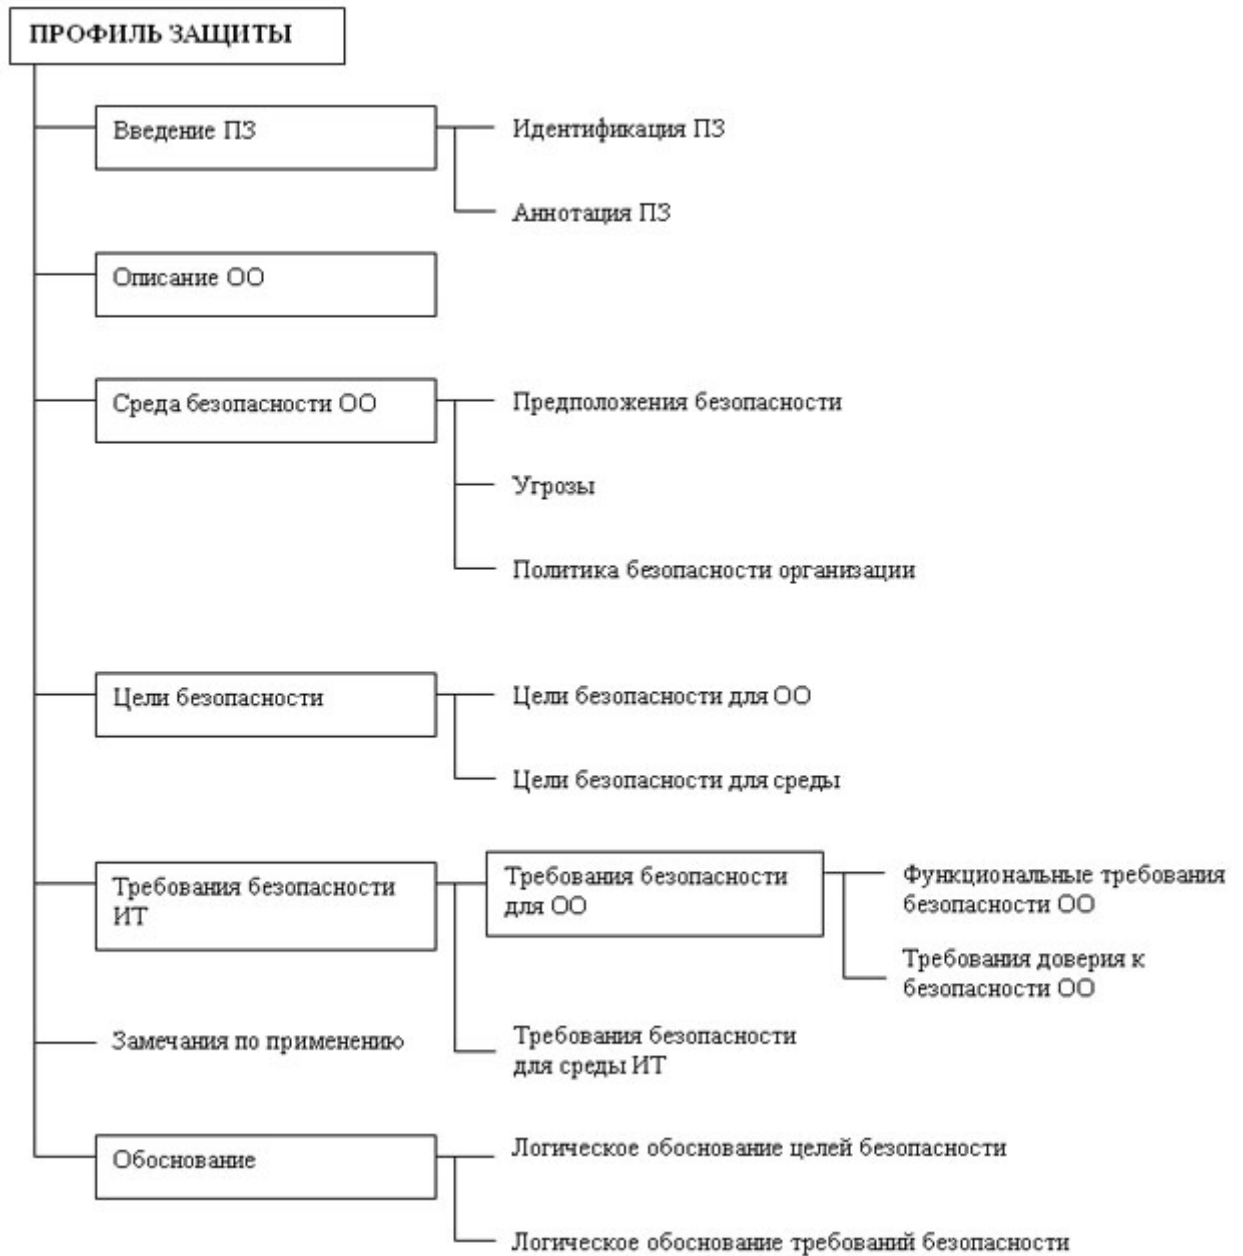 ПРОФИЛЬ ЗАЩИТЫ
Введение ПЗ
Идентификация ПЗ
Аннотация ПЗ
Описание ОО
Среда безопасности ОО
Предположения безопасности
Угрозы
Политика безопасности организации
Цели безопасности
Цели безопасности для ОО
Цели безопасности для среды
Требования безопасности
ИТ
Требования безопасности
для ОО
Функциональные требования
безопасности ОО
Требования доверия к
безопасности ОО
Требования безопасности
для среды ИТ
Замечания по применению
Обоснование
Логическое обоснование целей безопасности
Логическое обоснование требований безопасности